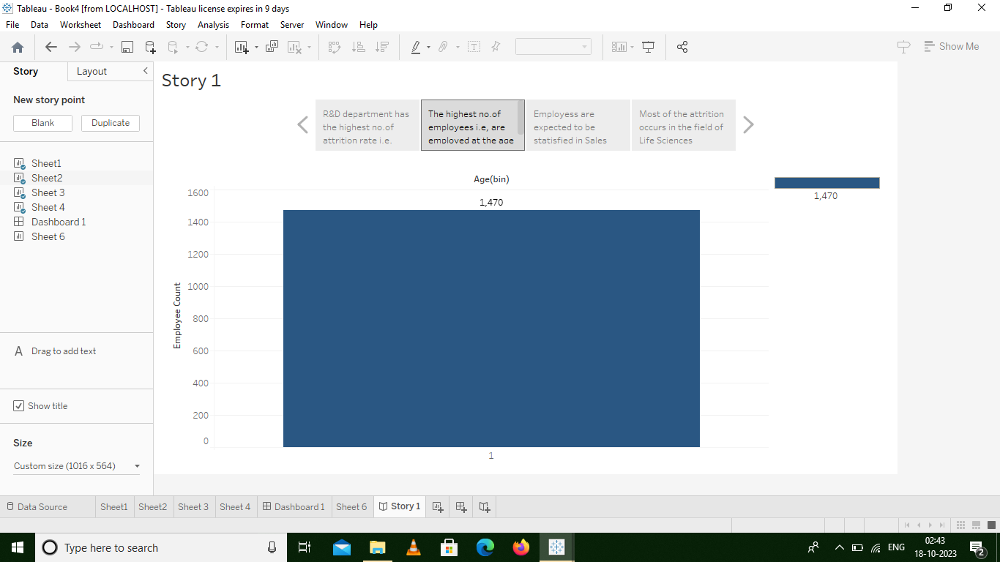 Tableau - Book4 [from LOCALHOST] - Tableau license expires in 9 days
File Data Worksheet Dashboard Story Analysis Format Server Window Help
Show Me
Story Layout
New story point
Blank Duplicate
Sheet1
Sheet2
Sheet 3
Sheet 4
Dashboard 1
Sheet 6
A Drag to add text
Show title
Size
Custom size (1016 x 564)
Story 1
R&D department has
the highest no.of
attrition rate i.e.
The highest no.of
employees i.e, are
employed at the age
Employess are
expected to be
statisfied in Sales
Most of the attrition
occurs in the field of
Life Sciences
Age(bin)
1,470
1600
1400
1200
1000
800
600
400
200
0
Employee Count
1
1,470
Data Source Sheet1 Sheet2 Sheet 3 Sheet 4 Dashboard 1 Sheet 6 Story 1
Type here to search
ENG
02:43
18-10-2023
2